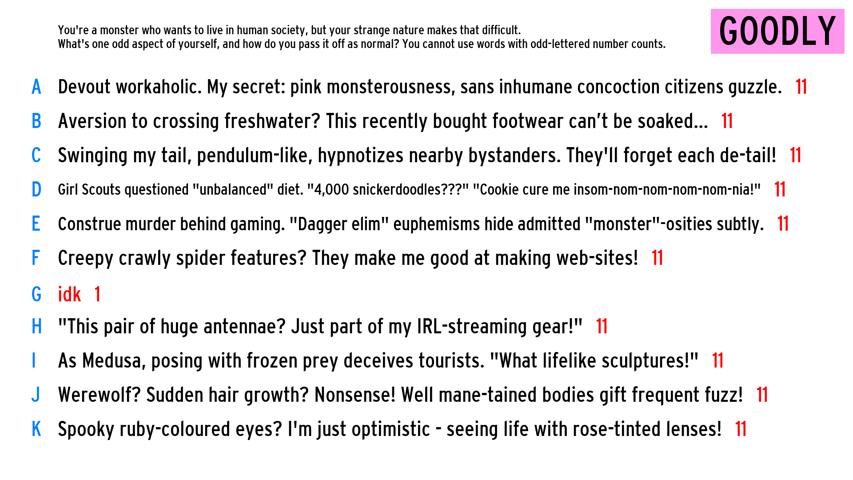 You're a monster who wants to live in human society, but your strange nature makes that difficult.
What's one odd aspect of yourself, and how do you pass it off as normal? You cannot use words with odd-lettered number counts.
GOODLY
A Devout workaholic. My secret: pink monsterousness, sans inhumane concoction citizens guzzle. 11
B Aversion to crossing freshwater? This recently bought footwear can't be soaked... 11
C Swinging my tail, pendulum-like, hypnotizes nearby bystanders. They'll forget each de-tail! 11
D Girl Scouts questioned "unbalanced" diet. "4,000 snickerdoodles???" "Cookie cure me insom-nom-nom-nom-nom-nia!" 11
E Construe murder behind gaming. "Dagger elim" euphemisms hide admitted "monster"-osities subtly. 11
F Creepy crawly spider features? They make me good at making web-sites! 11
G idk 1
H "This pair of huge antennae? Just part of my IRL-streaming gear!" 11
I As Medusa, posing with frozen prey deceives tourists. "What lifelike sculptures!" 11
J Werewolf? Sudden hair growth? Nonsense! Well mane-tained bodies gift frequent fuzz! 11
K Spooky ruby-coloured eyes? I'm just optimistic - seeing life with rose-tinted lenses! 11